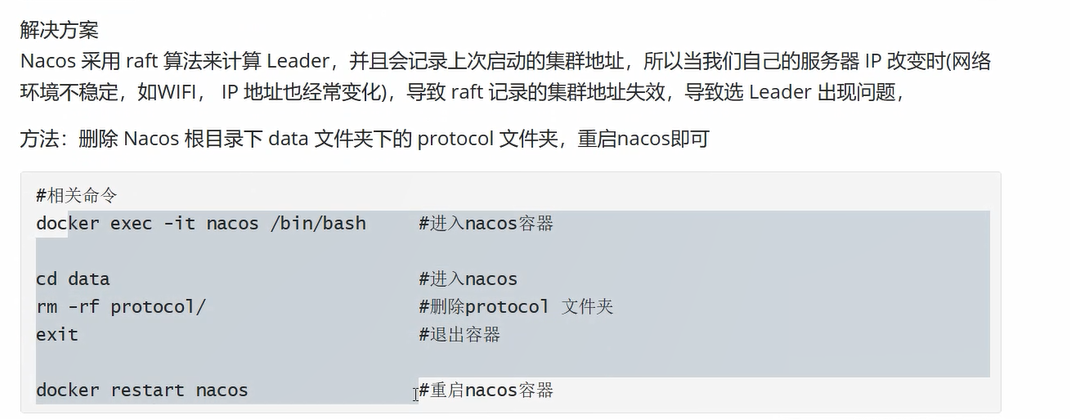 解决方案
Nacos 采用 raft 算法来计算 Leader，并且会记录上次启动的集群地址，所以当我们自己的服务器 IP 改变时(网络
环境不稳定，如WIFI， IP 地址也经常变化)，导致 raft 记录的集群地址失效，导致选 Leader 出现问题，
方法：删除 Nacos 根目录下 data 文件夹下的 protocol 文件夹，重启nacos即可
#相关命令
docker exec -it nacos /bin/bash #进入nacos容器
cd data #进入nacos
rm -rf protocol/ #删除protocol 文件夹
exit #退出容器
docker restart nacos #重启nacos容器